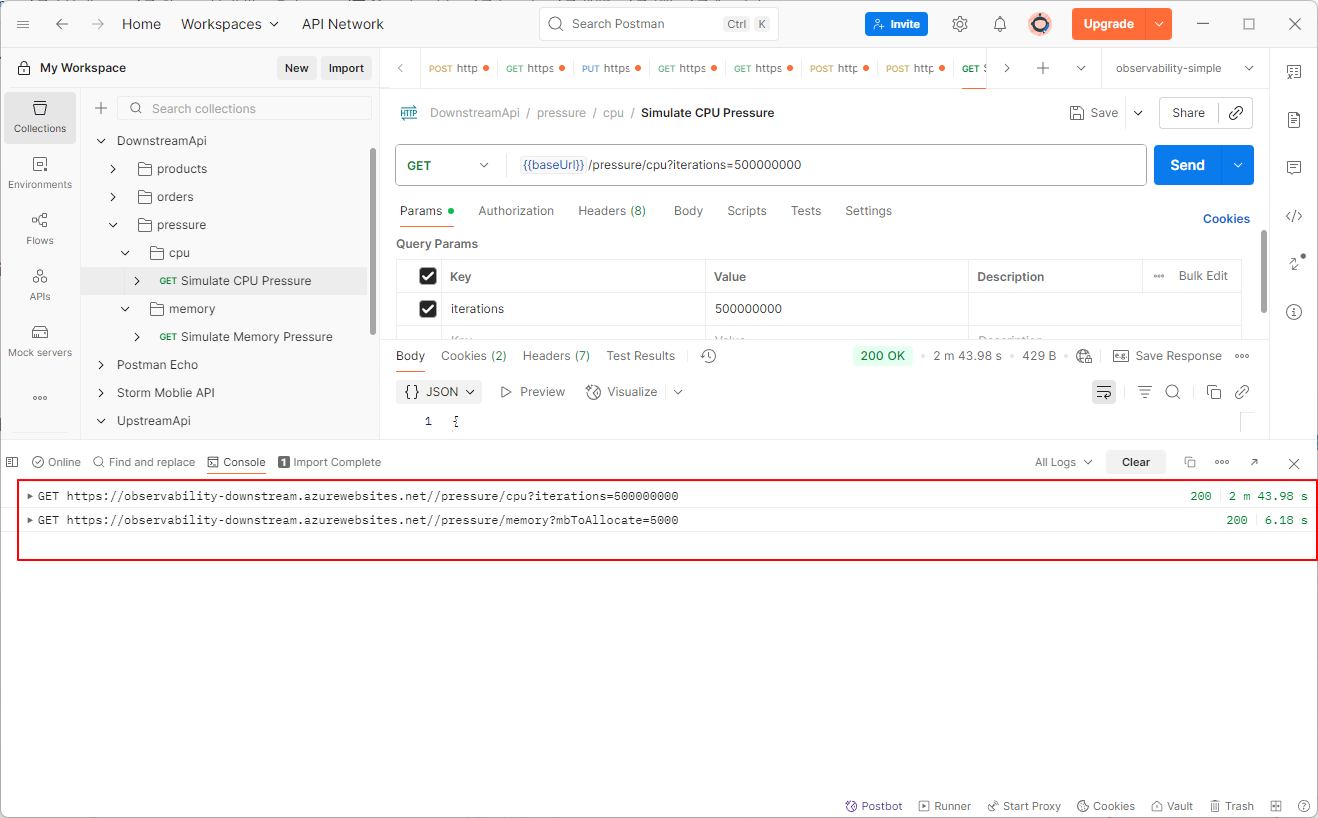 Home Workspaces API Network Search Postman Ctrl K Invite Upgrade
My Workspace New Import
POST http GET https PUT https GET https GET https POST http POST http GET observability-simple
Search collections
Collections
Environments
Flows
APIs
Mock servers
DownstreamApi
products
orders
pressure
cpu
GET Simulate CPU Pressure
memory
GET Simulate Memory Pressure
Postman Echo
Storm Moblie API
UpstreamApi
HTTP DownstreamApi / pressure / cpu / Simulate CPU Pressure Save Share
GET {{baseUrl}} /pressure/cpu?iterations=500000000 Send
Params Authorization Headers (8) Body Scripts Tests Settings Cookies
Query Params
Key Value Description Bulk Edit
iterations 500000000
Key Value Description
Body Cookies (2) Headers (7) Test Results 200 OK 2 m 43.98 s 429 B e.g. Save Response
{} JSON Preview Visualize
1 {
Online Find and replace Console 1 Import Complete All Logs Clear
GET https://observability-downstream.azurewebsites.net//pressure/cpu?iterations=500000000 200 2 m 43.98 s
GET https://observability-downstream.azurewebsites.net//pressure/memory?mbToAllocate=5000 200 6.18 s
Postbot Runner Start Proxy Cookies Vault Trash